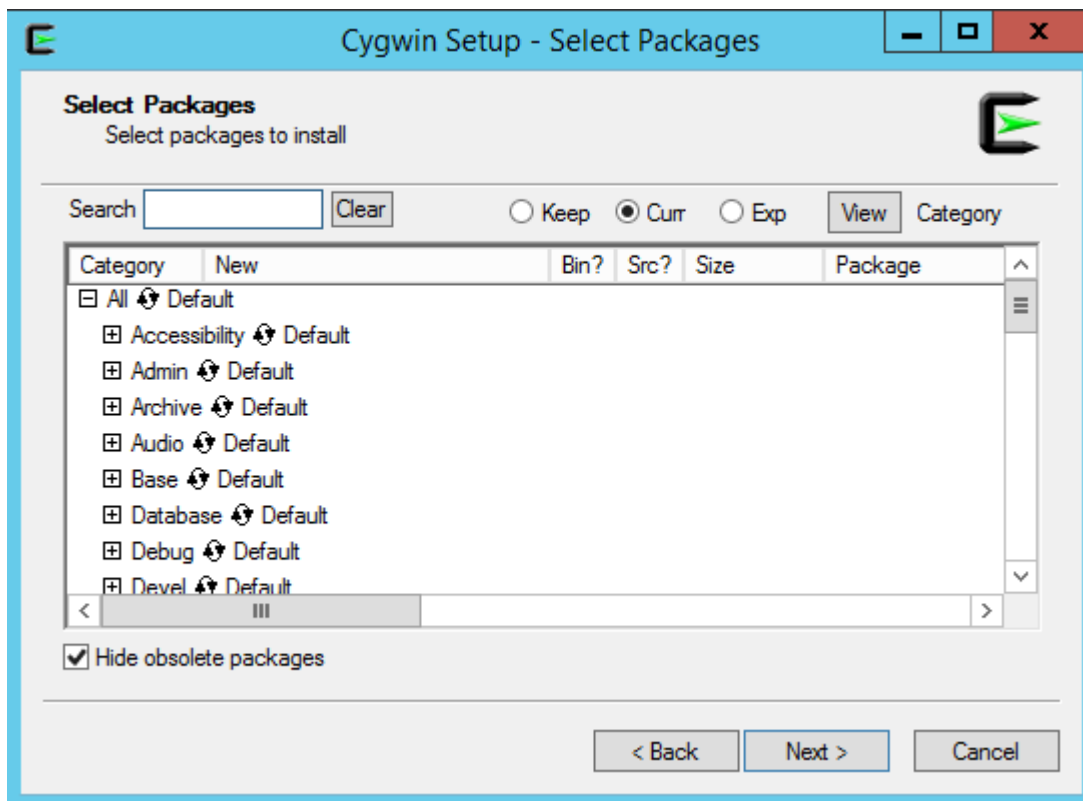 Cygwin Setup - Select Packages
Select Packages
Select packages to install
Search Clear Keep Curr Exp View Category
Category New Bin? Src? Size Package
All Default
Accessibility Default
Admin Default
Archive Default
Audio Default
Base Default
Database Default
Debug Default
Devel Default
Hide obsolete packages
< Back Next > Cancel